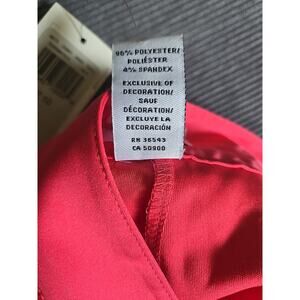 96% POLYESTER/
POLIÉSTER
4% SPANDEX
EXCLUSIVE OF
DECORATION/
SAUF
DÉCORATION/
EXCLUYE LA
DECORACIÓN
RN 36543
CA 50900